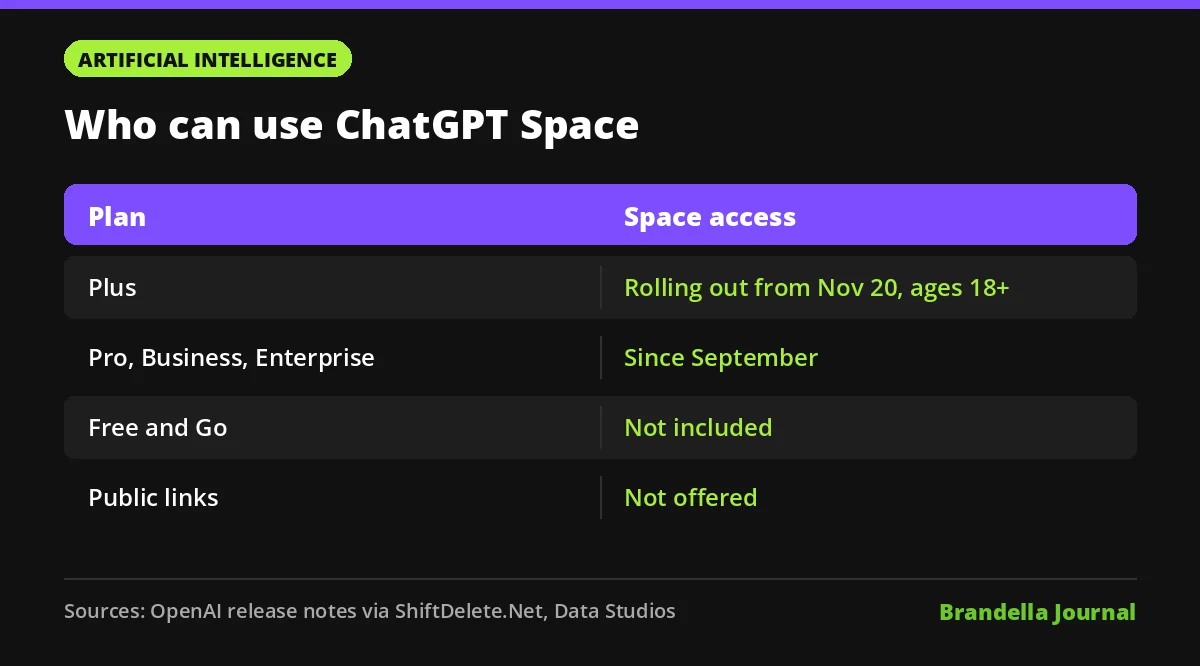 ARTIFICIAL INTELLIGENCE
Who can use ChatGPT Space
Plan Space access
Plus Rolling out from Nov 20, ages 18+
Pro, Business, Enterprise Since September
Free and Go Not included
Public links Not offered
Sources: OpenAI release notes via ShiftDelete.Net, Data Studios Brandella Journal